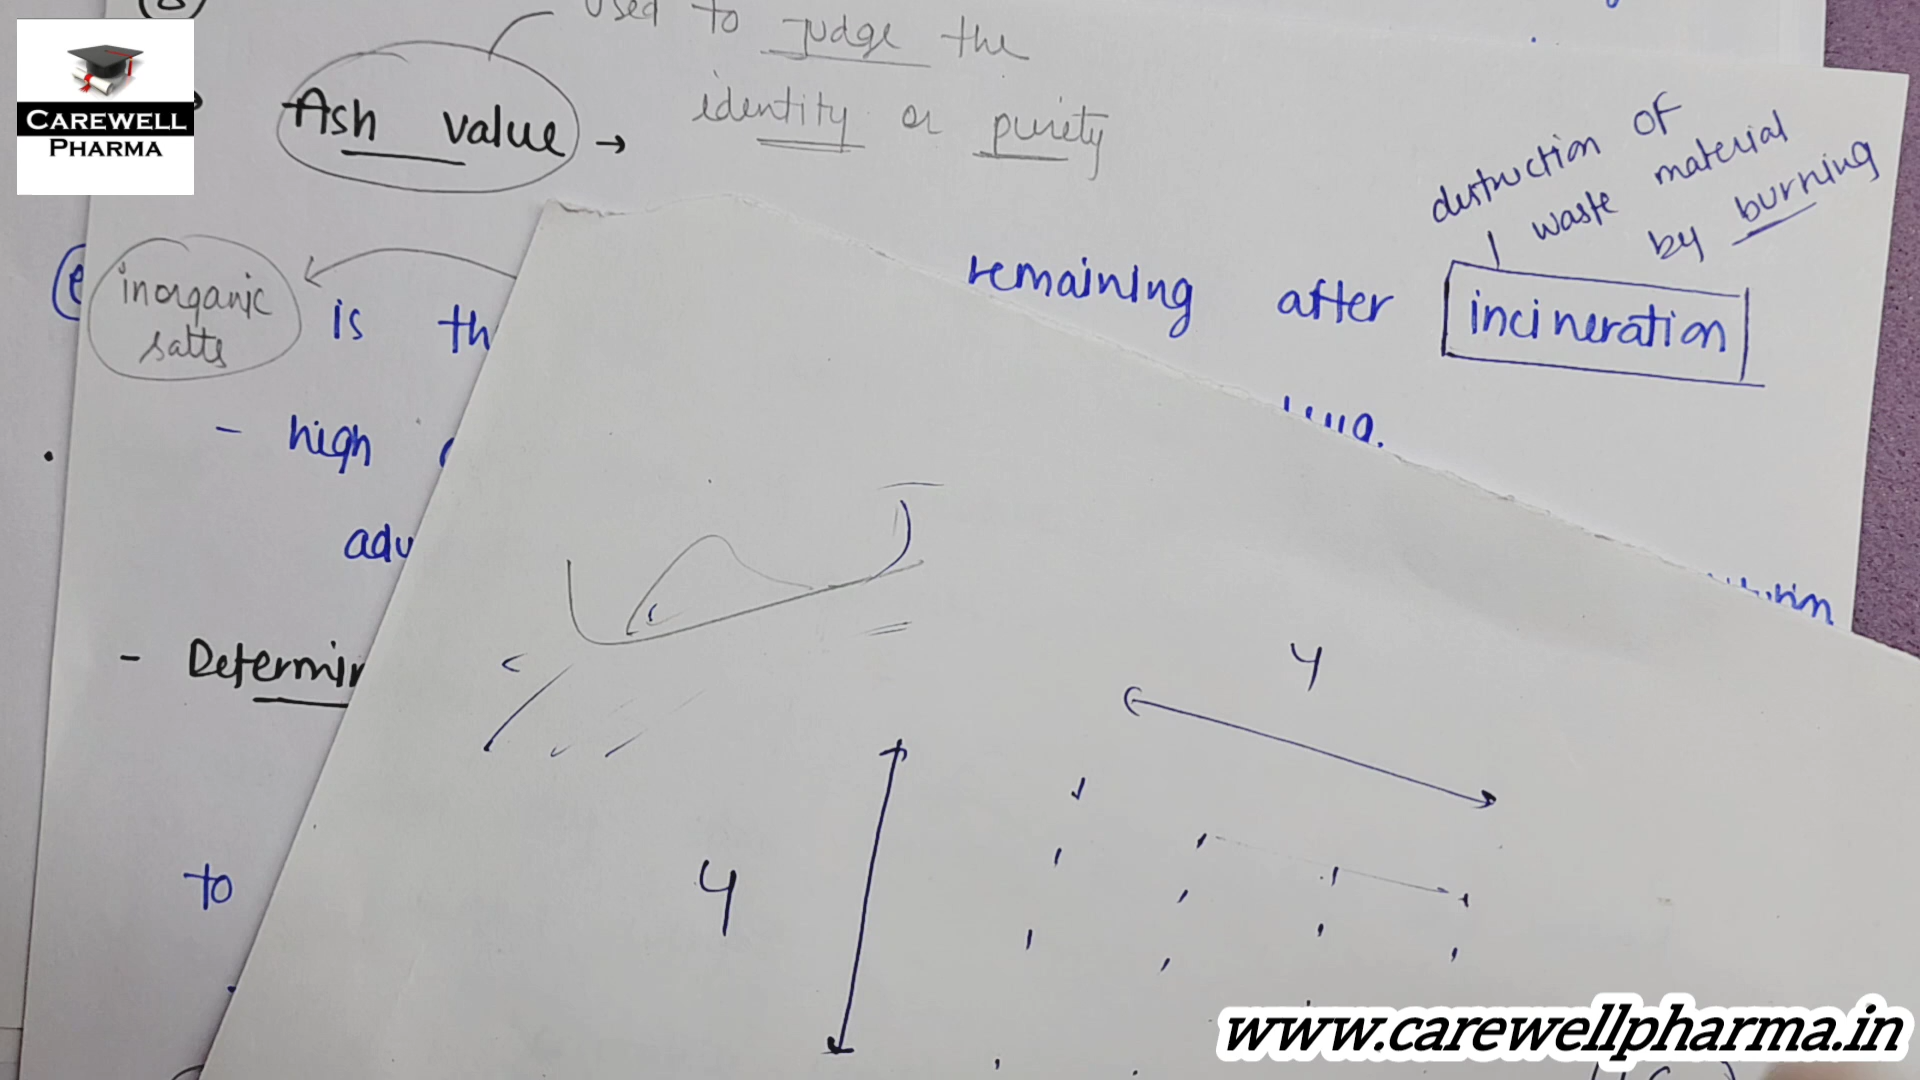 CAREWELL
PHARMA
used to judge the
Ash value → identity or purity
destruction of
waste material
by burning
inorganic
salts
is th
remaining after incineration
- high
adv
- Determin
4
to
4
www.carewellpharma.in